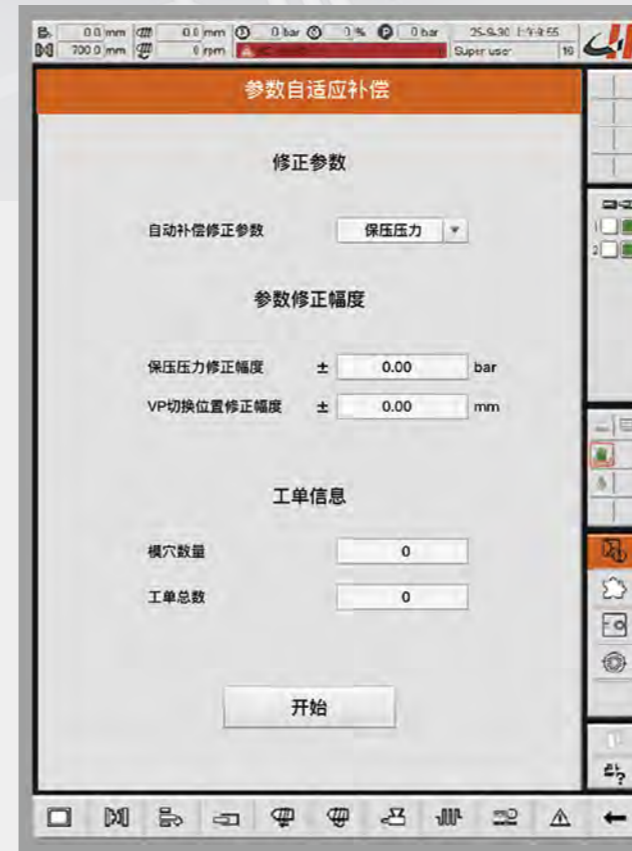 0.0 mm 0.0 mm 0 bar 0 % 0 bar
700.0 mm 0 rpm Super user 16
参数自适应补偿
修正参数
自动补偿修正参数 保压压力
参数修正幅度
保压压力修正幅度 ± 0.00 bar
VP切换位置修正幅度 ± 0.00 mm
工单信息
模穴数量 0
工单总数 0
开始
1
2
?